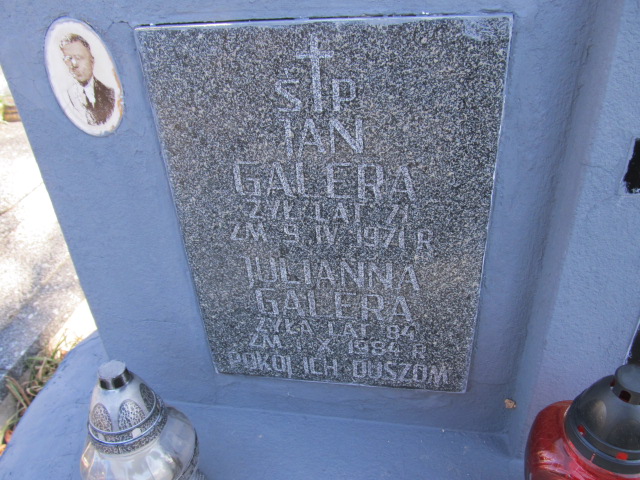 Ś P
JAN
GALERA
ŻYŁ LAT 71
ZM 9 IV 1971 R
JULIANNA
GALERA
ŻYŁA LAT 84
ZM 1 X 1984 R
POKÓJ ICH DUSZOM